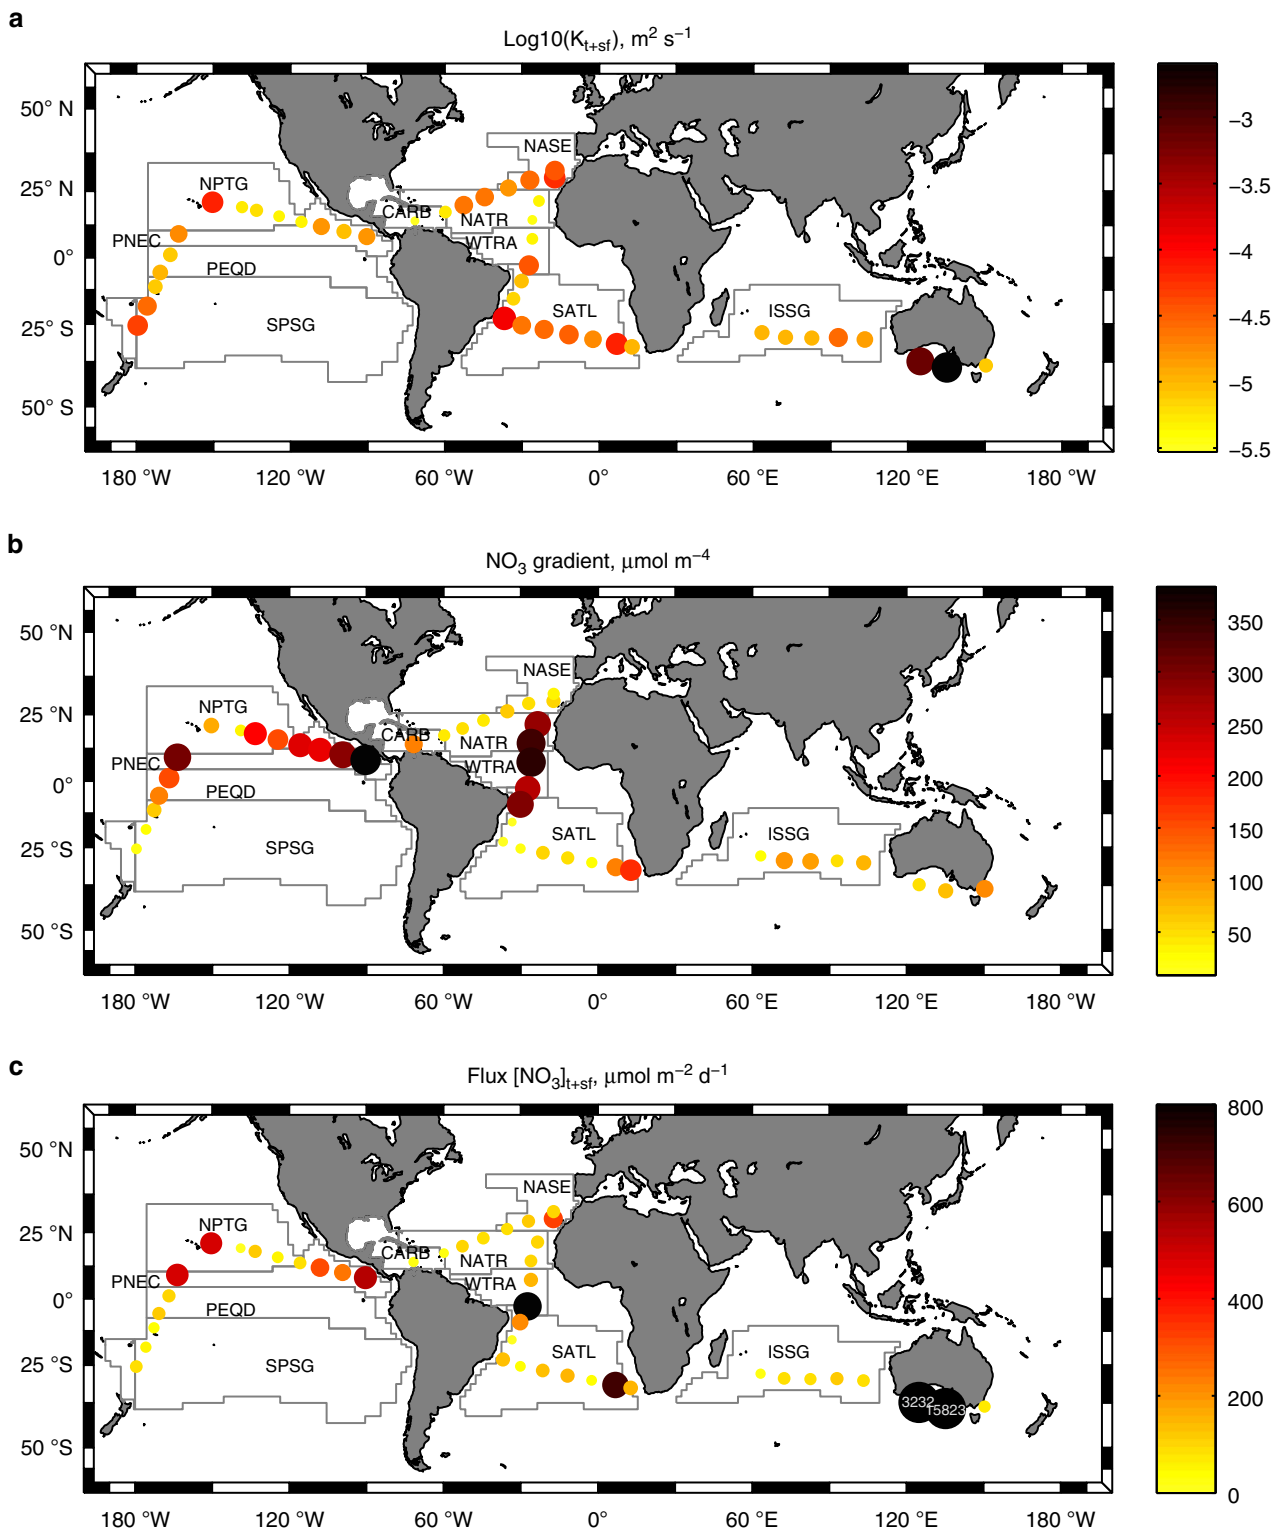 a
Log10(Kt+sf), m² s⁻¹
50° N
25° N
0°
25° S
50° S
NASE
NPTG
CARB
NATR
PNEC
WTRA
PEQD
SPSG
SATL
ISSG
180 °W
120 °W
60 °W
0°
60 °E
120 °E
180 °W
−3
−3.5
−4
−4.5
−5
−5.5
b
NO3 gradient, μmol m⁻⁴
50 °N
25 °N
0°
25 °S
50 °S
NASE
NPTG
CARB
NATR
PNEC
WTRA
PEQD
SPSG
SATL
ISSG
180 °W
120 °W
60 °W
0°
60 °E
120 °E
180 °W
350
300
250
200
150
100
50
c
Flux [NO3]t+sf, μmol m⁻² d⁻¹
50 °N
25 °N
0°
25 °S
50 °S
NASE
NPTG
CARB
NATR
PNEC
WTRA
PEQD
SPSG
SATL
ISSG
3232
15823
180 °W
120 °W
60 °W
0°
60 °E
120 °E
180 °W
800
600
400
200
0